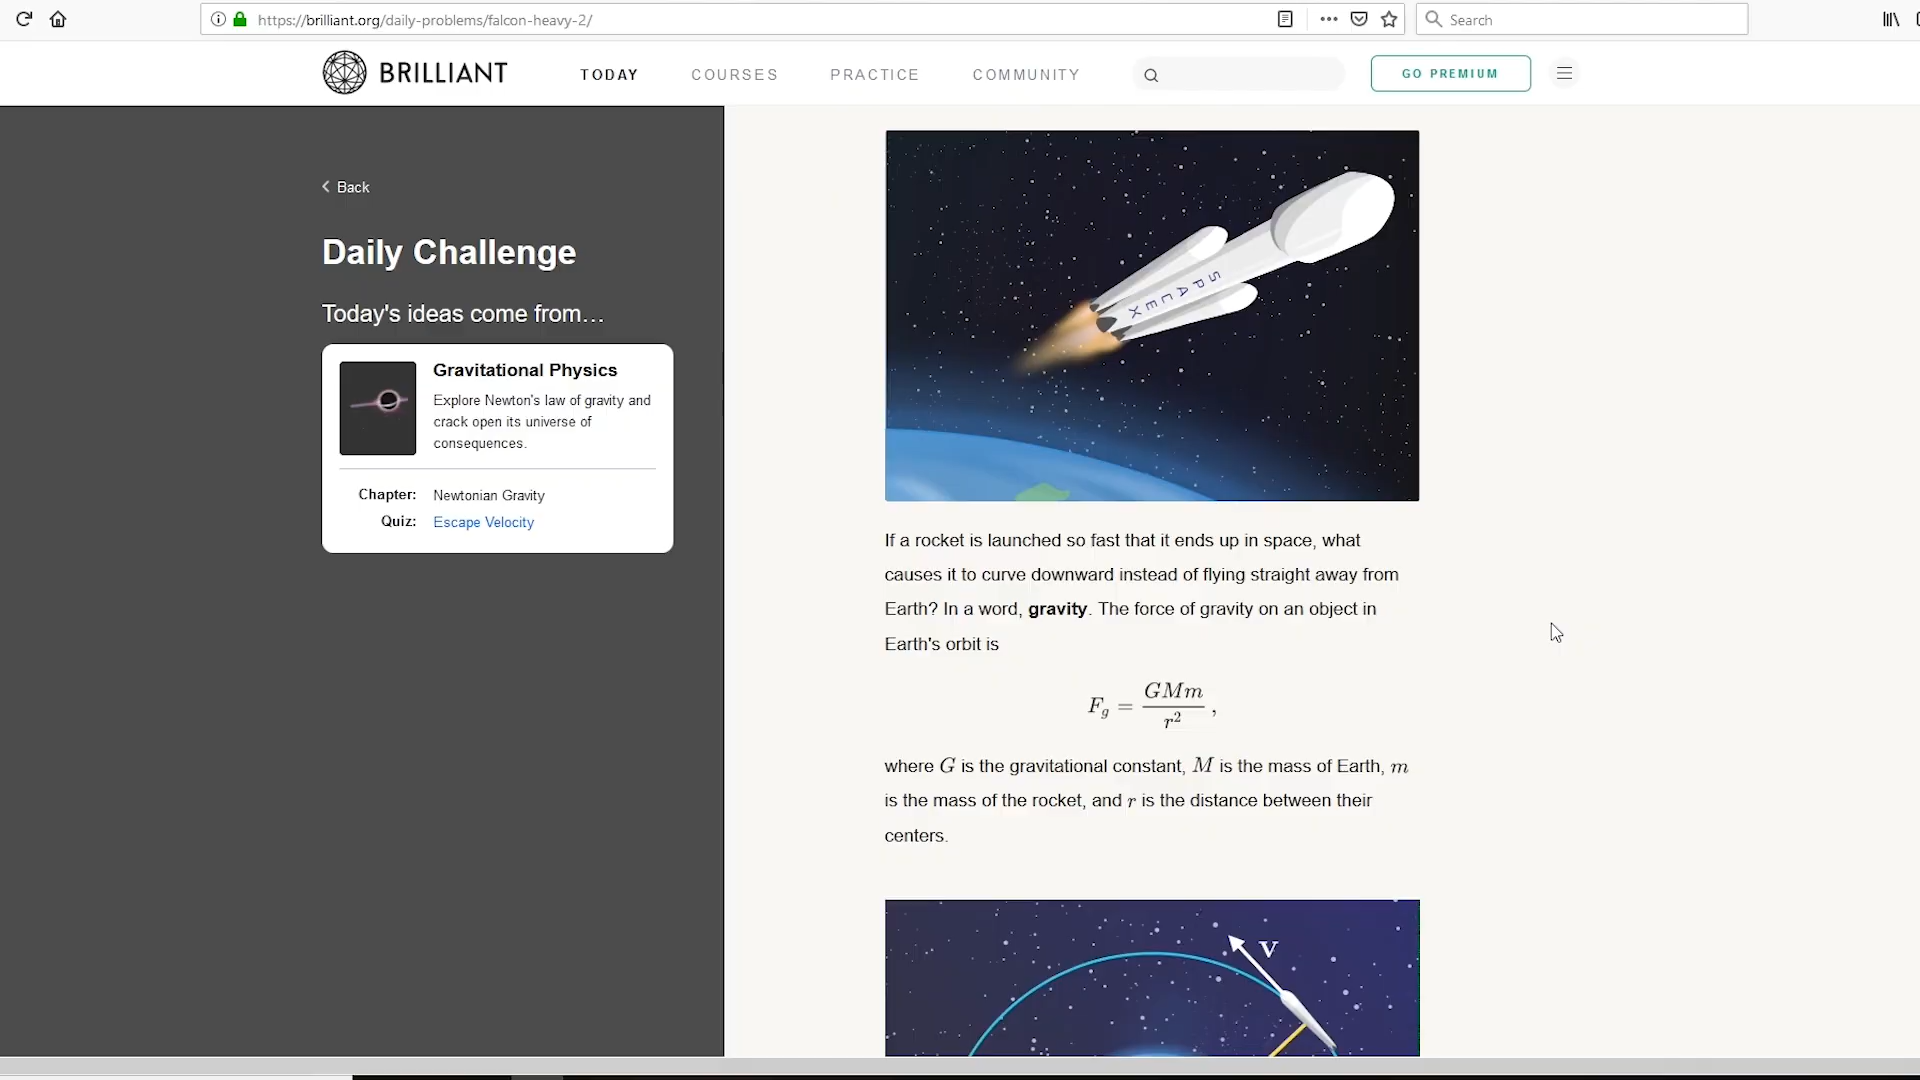 https://brilliant.org/daily-problems/falcon-heavy-2/
Search
BRILLIANT
TODAY
COURSES
PRACTICE
COMMUNITY
GO PREMIUM
Back
Daily Challenge
Today's ideas come from…
Gravitational Physics
Explore Newton's law of gravity and
crack open its universe of
consequences.
Chapter: Newtonian Gravity
Quiz: Escape Velocity
SPACEX
If a rocket is launched so fast that it ends up in space, what
causes it to curve downward instead of flying straight away from
Earth? In a word, gravity. The force of gravity on an object in
Earth's orbit is
F_g = GMm / r² ,
where G is the gravitational constant, M is the mass of Earth, m
is the mass of the rocket, and r is the distance between their
centers.
v